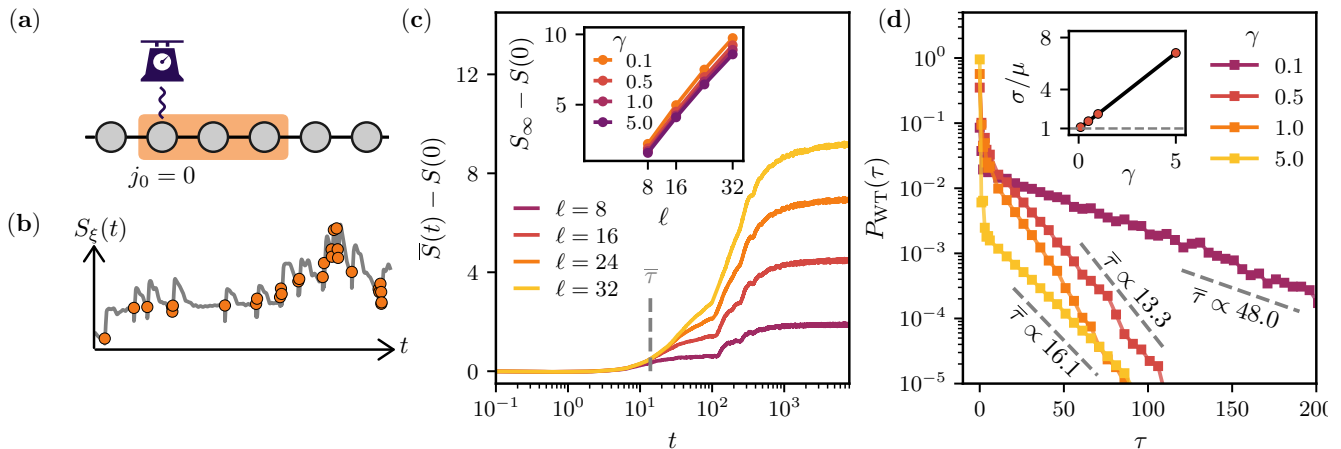 (a)
j₀ = 0
(b)
S_ξ(t)
t
(c)
S̅(t) − S(0)
12
8
4
0
10⁻¹ 10⁰ 10¹ 10² 10³
t
τ̅
ℓ = 8
ℓ = 16
ℓ = 24
ℓ = 32
S_∞ − S(0)
10
5
8 16 32
ℓ
γ
0.1
0.5
1.0
5.0
(d)
P_WT(τ)
10⁰
10⁻¹
10⁻²
10⁻³
10⁻⁴
10⁻⁵
0 50 100 150 200
τ
σ/μ
8
4
1
0 5
γ
γ
0.1
0.5
1.0
5.0
τ̅ ∝ 13.3
τ̅ ∝ 48.0
τ̅ ∝ 16.1